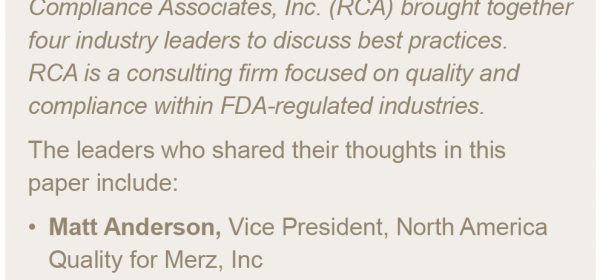 Compliance Associates, Inc. (RCA) brought together
four industry leaders to discuss best practices.
RCA is a consulting firm focused on quality and
compliance within FDA-regulated industries.
The leaders who shared their thoughts in this
paper include:
• Matt Anderson, Vice President, North America
Quality for Merz, Inc